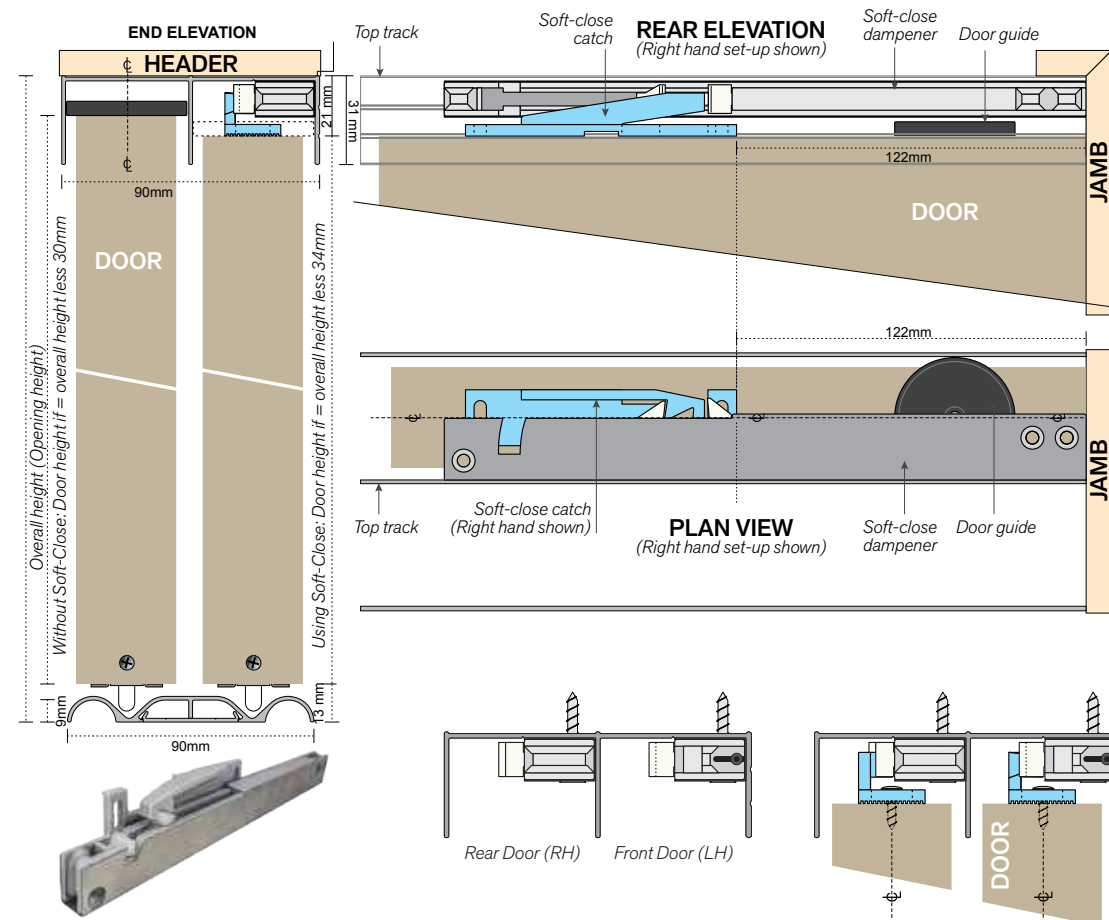 END ELEVATION
HEADER
21 mm
31 mm
90mm
DOOR
Overall height (Opening height)
Without Soft-Close: Door height if = overall height less 30mm
Using Soft-Close: Door height if = overall height less 34mm
9mm
13 mm
90mm
Top track
Soft-close
catch
REAR ELEVATION
(Right hand set-up shown)
Soft-close
dampener
Door guide
122mm
DOOR
JAMB
122mm
JAMB
Top track
Soft-close catch
(Right hand shown)
PLAN VIEW
(Right hand set-up shown)
Soft-close
dampener
Door guide
Rear Door (RH)
Front Door (LH)
DOOR